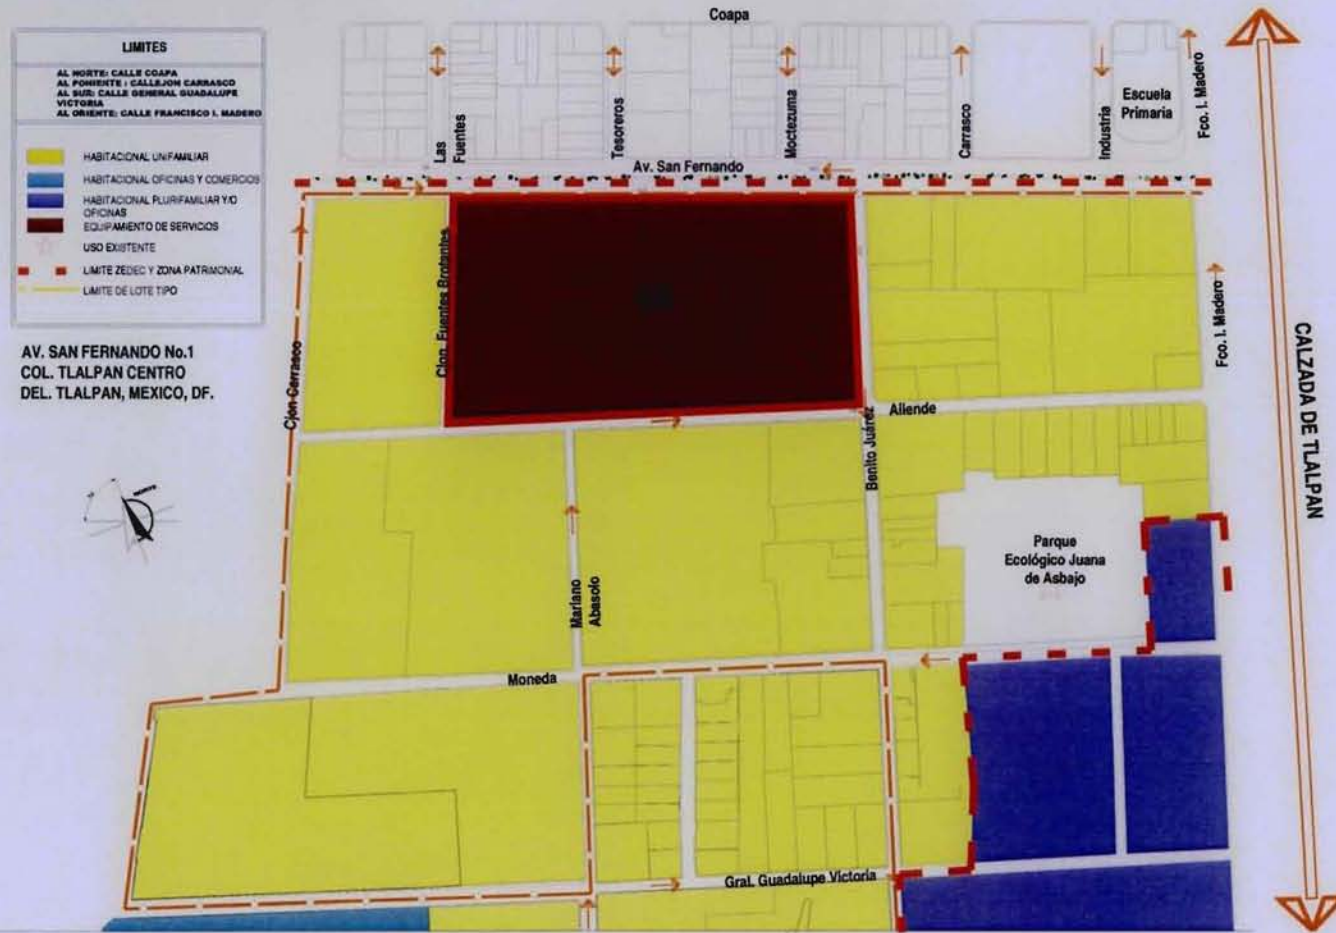 Coapa
LIMITES
AL NORTE: CALLE COAPA
AL PONIENTE : CALLEJON CARRASCO
AL SUR: CALLE GENERAL GUADALUPE
VICTORIA
AL ORIENTE: CALLE FRANCISCO I. MADERO
HABITACIONAL UNIFAMILIAR
HABITACIONAL OFICINAS Y COMERCIOS
HABITACIONAL PLURIFAMILIAR Y/O
OFICINAS
EQUIPAMIENTO DE SERVICIOS
USO EXISTENTE
LIMITE ZEDEC Y ZONA PATRIMONIAL
LIMITE DE LOTE TIPO
AV. SAN FERNANDO No.1
COL. TLALPAN CENTRO
DEL. TLALPAN, MEXICO, DF.
NORTE
Las
Fuentes
Tesoreros
Moctezuma
Carrasco
Industria
Escuela
Primaria
Fco. I. Madero
Av. San Fernando
Cjon Carrasco
Cjon. Fuentes Brotantes
Fco. I. Madero
Allende
Benito Juárez
CALZADA DE TLALPAN
Mariano
Abasolo
Parque
Ecológico Juana
de Asbajo
Moneda
Gral. Guadalupe Victoria